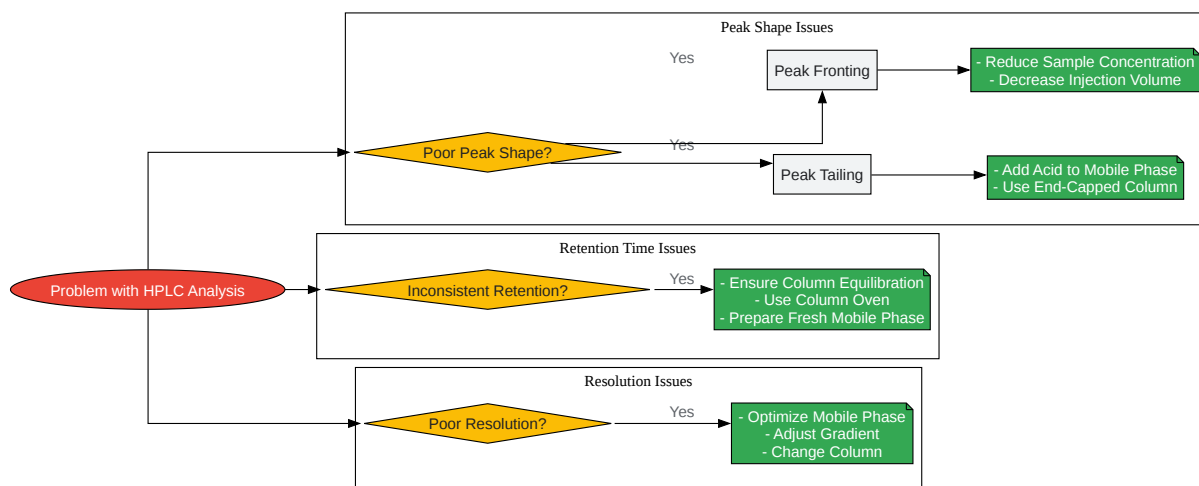 Peak Shape Issues
Yes
Peak Fronting
- Reduce Sample Concentration
- Decrease Injection Volume
Poor Peak Shape?
Yes
Peak Tailing
- Add Acid to Mobile Phase
- Use End-Capped Column
Retention Time Issues
Problem with HPLC Analysis
Inconsistent Retention?
Yes
- Ensure Column Equilibration
- Use Column Oven
- Prepare Fresh Mobile Phase
Resolution Issues
Poor Resolution?
Yes
- Optimize Mobile Phase
- Adjust Gradient
- Change Column